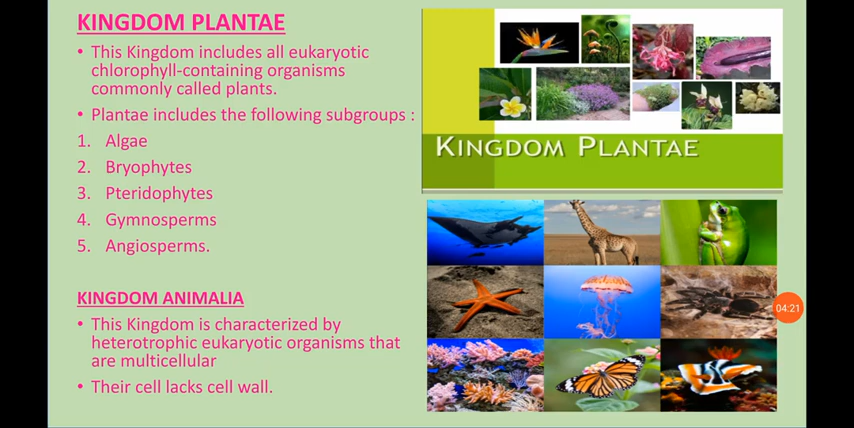 KINGDOM PLANTAE
• This Kingdom includes all eukaryotic
chlorophyll-containing organisms
commonly called plants.
• Plantae includes the following subgroups :
1. Algae
2. Bryophytes
3. Pteridophytes
4. Gymnosperms
5. Angiosperms.
KINGDOM ANIMALIA
• This Kingdom is characterized by
heterotrophic eukaryotic organisms that
are multicellular
• Their cell lacks cell wall.
KINGDOM PLANTAE
04:21